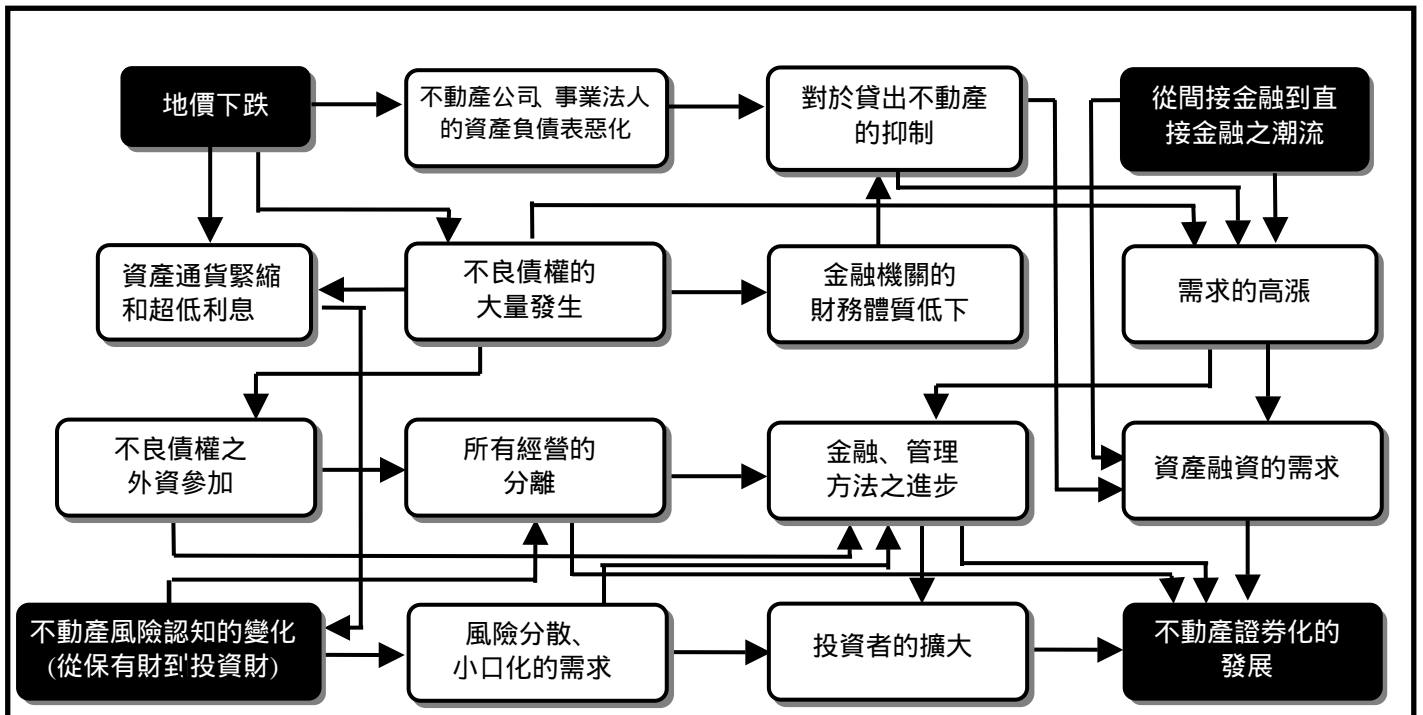 地價下跌
不動產公司、事業法人
的資產負債表惡化
對於貸出不動產
的抑制
從間接金融到直
接金融之潮流
資產通貨緊縮
和超低利息
不良債權的
大量發生
金融機關的
財務體質低下
需求的高漲
不良債權之
外資參加
所有經營的
分離
金融、管理
方法之進步
資產融資的需求
不動產風險認知的變化
(從保有財到投資財)
風險分散、
小口化的需求
投資者的擴大
不動產證券化的
發展